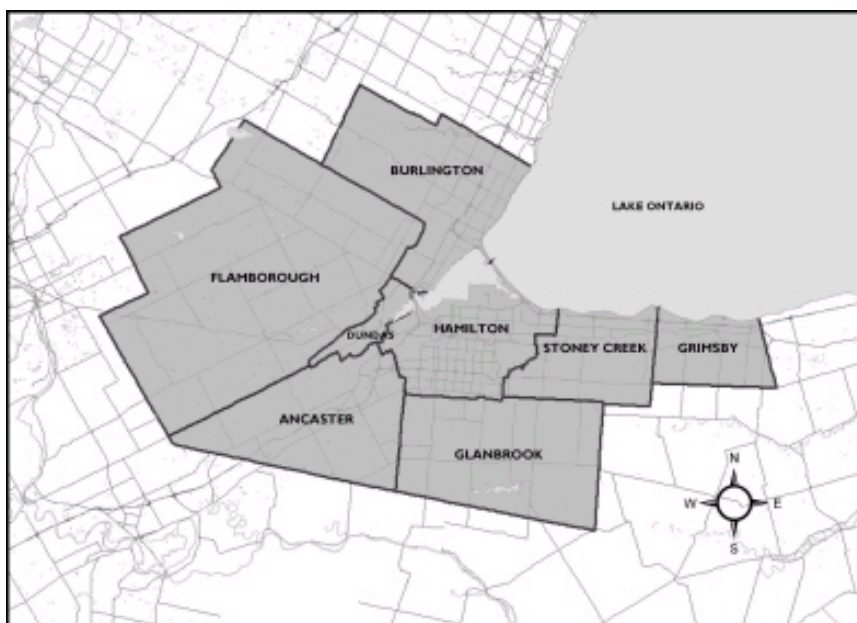 BURLINGTON
LAKE ONTARIO
FLAMBOROUGH
DUNDAS
HAMILTON
STONEY CREEK
GRIMSBY
ANCASTER
GLANBROOK
N
W
E
S